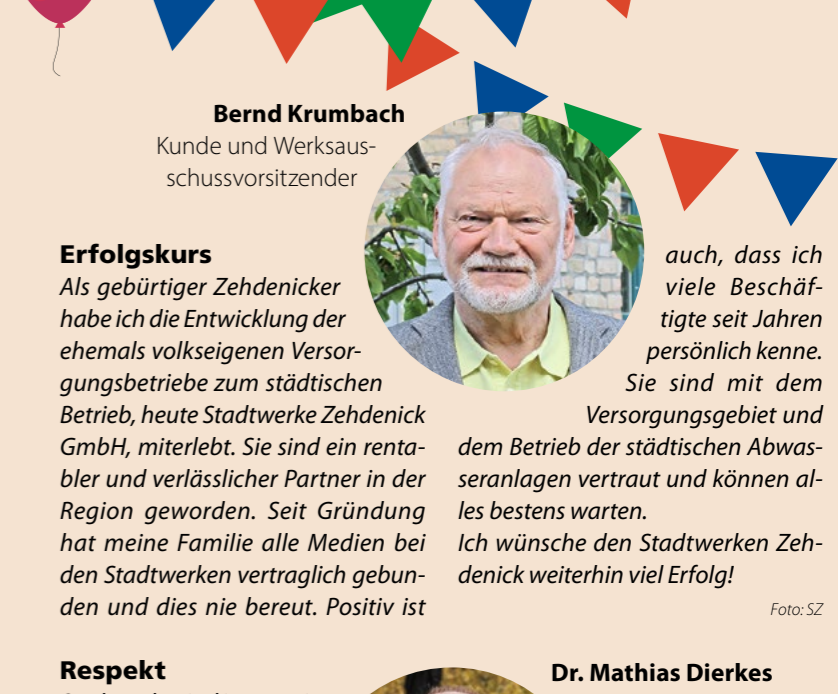 Bernd Krumbach
Kunde und Werksaus-
schussvorsitzender
Erfolgskurs
Als gebürtiger Zehdenicker
habe ich die Entwicklung der
ehemals volkseigenen Versor-
gungsbetriebe zum städtischen
Betrieb, heute Stadtwerke Zehdenick
GmbH, miterlebt. Sie sind ein renta-
bler und verlässlicher Partner in der
Region geworden. Seit Gründung
hat meine Familie alle Medien bei
den Stadtwerken vertraglich gebun-
den und dies nie bereut. Positiv ist
auch, dass ich
viele Beschäf-
tigte seit Jahren
persönlich kenne.
Sie sind mit dem
Versorgungsgebiet und
dem Betrieb der städtischen Abwas-
seranlagen vertraut und können al-
les bestens warten.
Ich wünsche den Stadtwerken Zeh-
denick weiterhin viel Erfolg!
Foto: SZ
Respekt
Dr. Mathias Dierkes